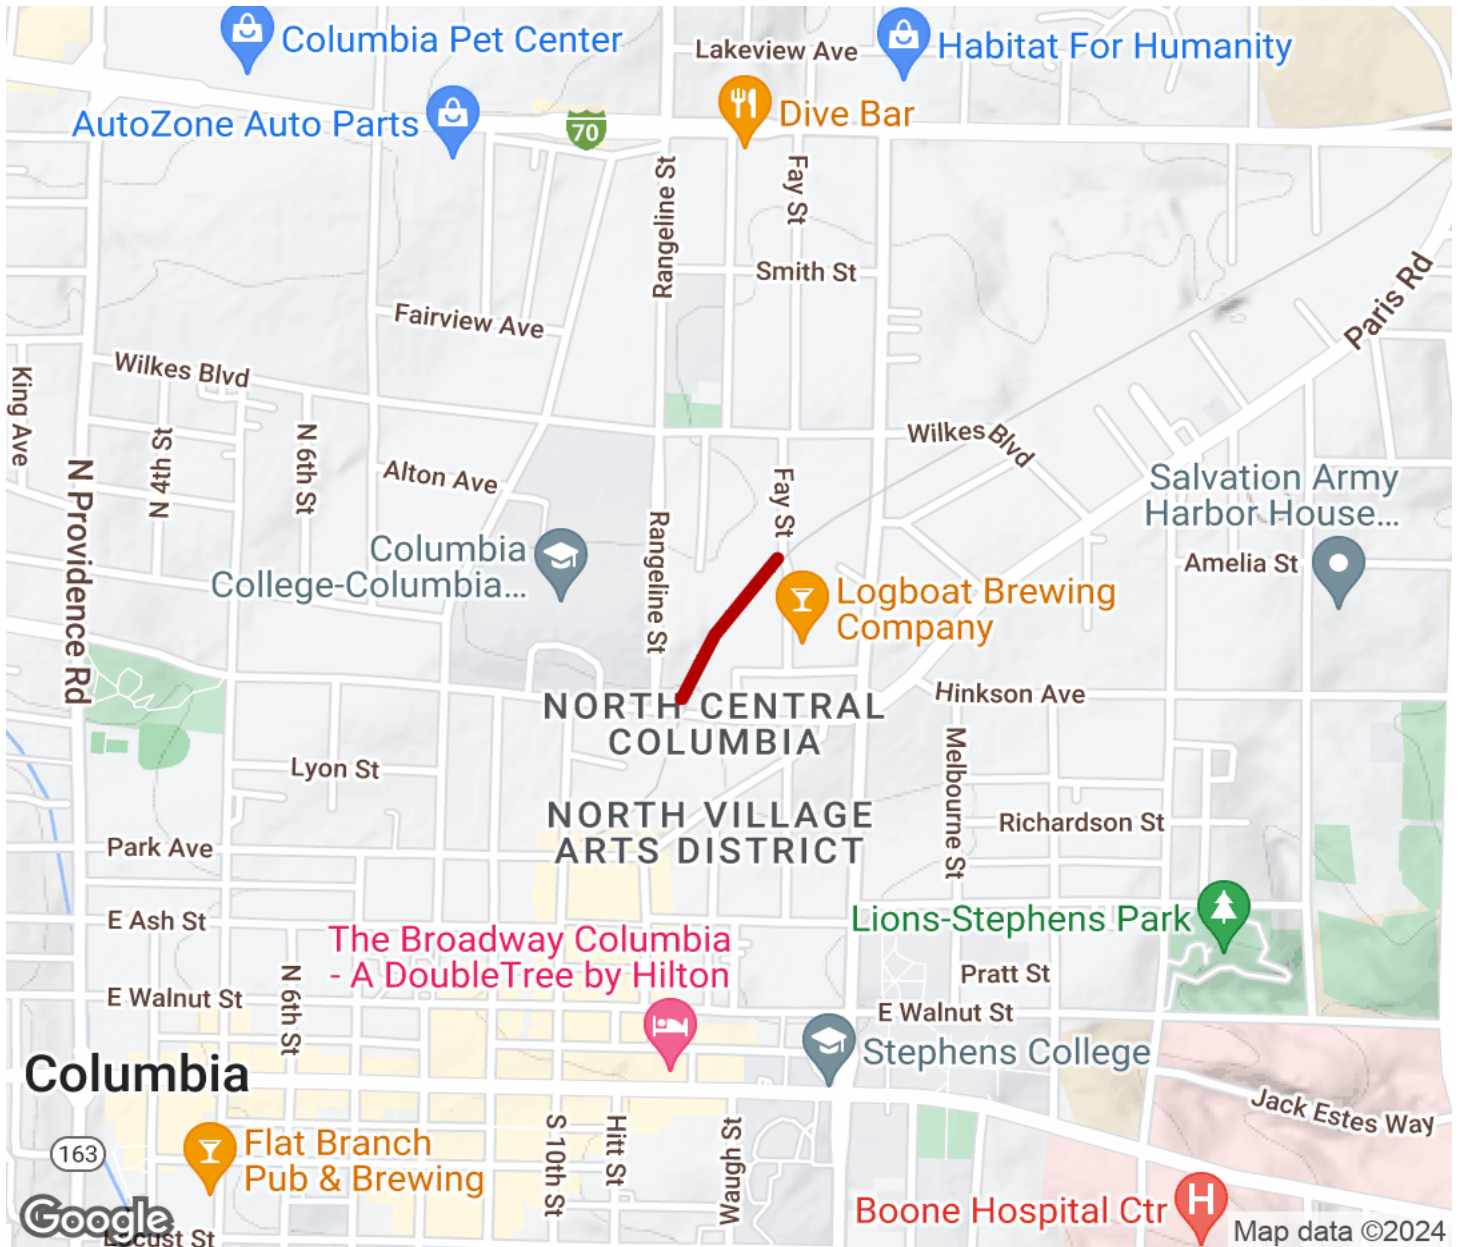 Columbia Pet Center
Lakeview Ave
Habitat For Humanity
AutoZone Auto Parts
70
Dive Bar
Rangeline St
Fay St
Smith St
Paris Rd
Fairview Ave
Wilkes Blvd
King Ave
N 4th St
N 6th St
Wilkes Blvd
N Providence Rd
Alton Ave
Fay St
Salvation Army
Harbor House...
Rangeline St
Columbia
College-Columbia...
Amelia St
Logboat Brewing
Company
Hinkson Ave
NORTH CENTRAL
COLUMBIA
Melbourne St
Lyon St
NORTH VILLAGE
ARTS DISTRICT
Richardson St
Park Ave
E Ash St
Lions-Stephens Park
The Broadway Columbia
- A DoubleTree by Hilton
Pratt St
N 6th St
E Walnut St
E Walnut St
Stephens College
Columbia
Jack Estes Way
S 10th St
Hitt St
Waugh St
163
Flat Branch
Pub & Brewing
Boone Hospital Ctr
H
Google
Locust St
Map data ©2024